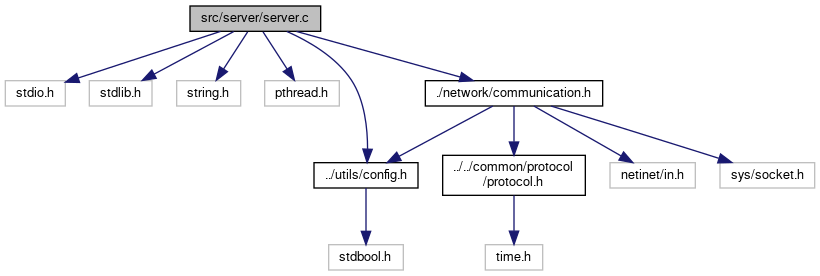 src/server/server.c
stdio.h
stdlib.h
string.h
pthread.h
./network/communication.h
../utils/config.h
../../common/protocol
/protocol.h
netinet/in.h
sys/socket.h
stdbool.h
time.h